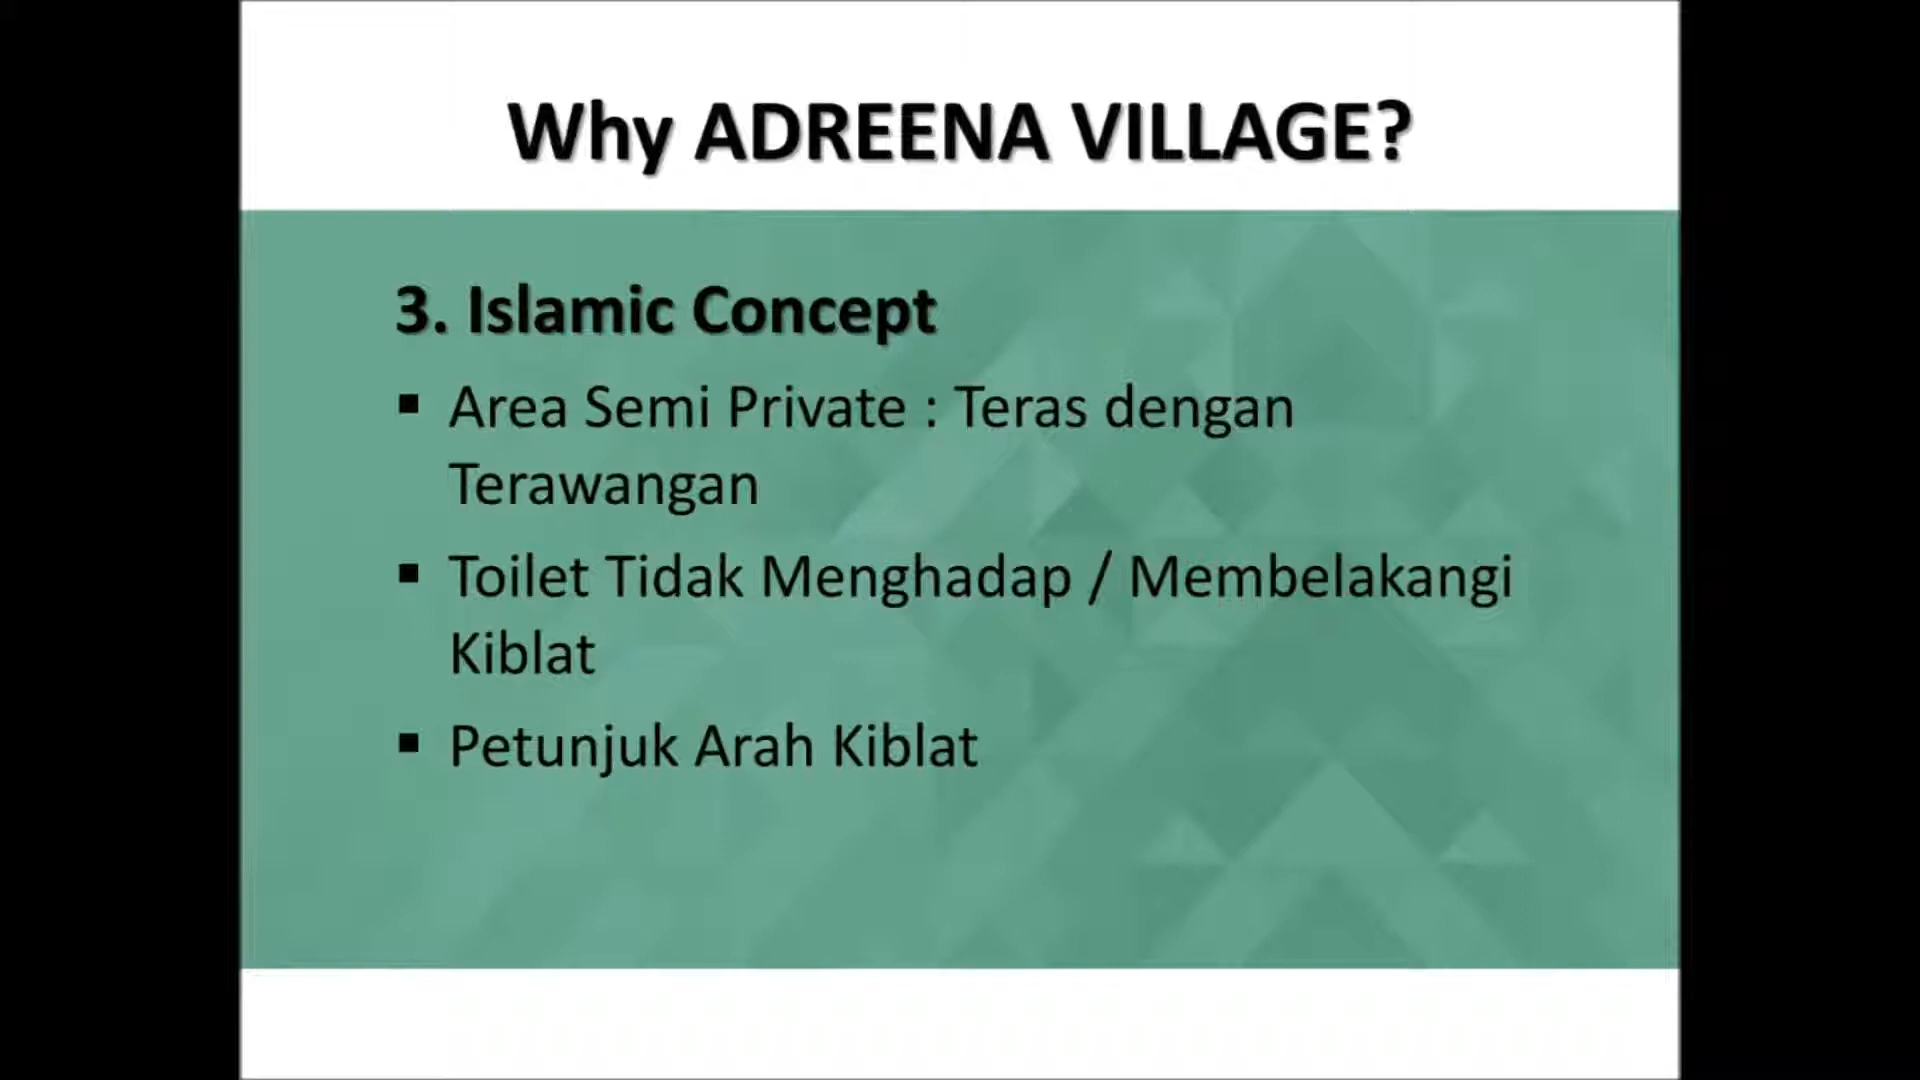 Why ADREENA VILLAGE?
3. Islamic Concept
▪ Area Semi Private : Teras dengan
Terawangan
▪ Toilet Tidak Menghadap / Membelakangi
Kiblat
▪ Petunjuk Arah Kiblat